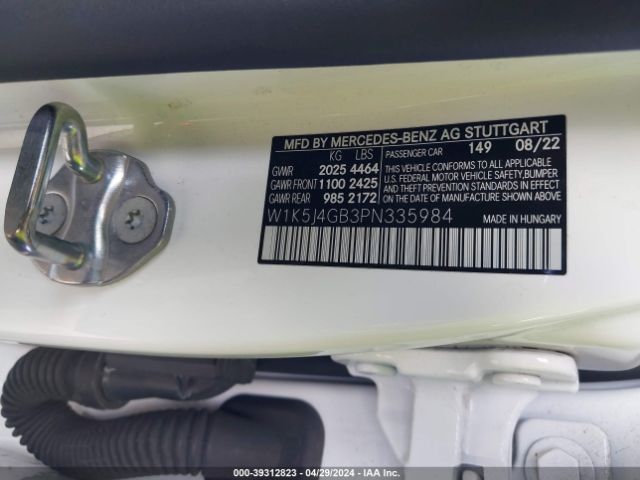 MFD BY MERCEDES-BENZ AG STUTTGART
KG LBS PASSENGER CAR 149 08/22
GVWR 2025 4464
GAWR FRONT 1100 2425
GAWR REAR 985 2172
THIS VEHICLE CONFORMS TO ALL APPLICABLE
U.S. FEDERAL MOTOR VEHICLE SAFETY,BUMPER
AND THEFT PREVENTION STANDARDS IN EFFECT
ON THE DATE OF MANUFACTURE SHOWN ABOVE.
W1K5J4GB3PN335984 MADE IN HUNGARY
000-39312823 - 04/29/2024 - IAA Inc.